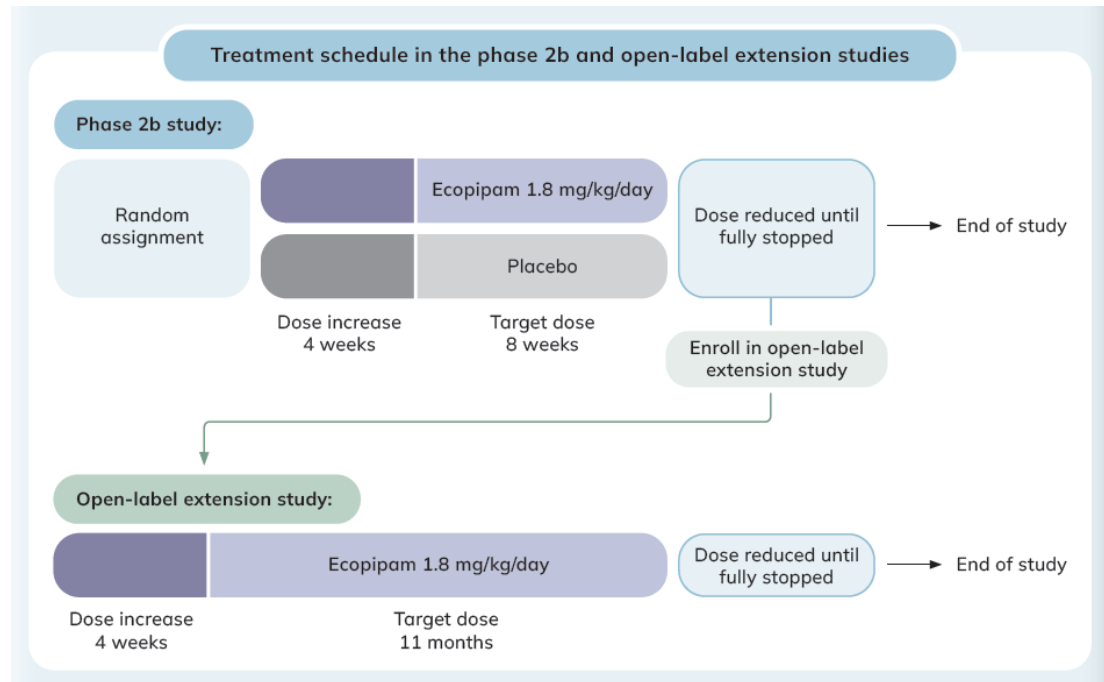 Treatment schedule in the phase 2b and open-label extension studies
Phase 2b study:
Random
assignment
Ecopipam 1.8 mg/kg/day
Placebo
Dose increase
4 weeks
Target dose
8 weeks
Dose reduced until
fully stopped
End of study
Enroll in open-label
extension study
Open-label extension study:
Ecopipam 1.8 mg/kg/day
Dose increase
4 weeks
Target dose
11 months
Dose reduced until
fully stopped
End of study